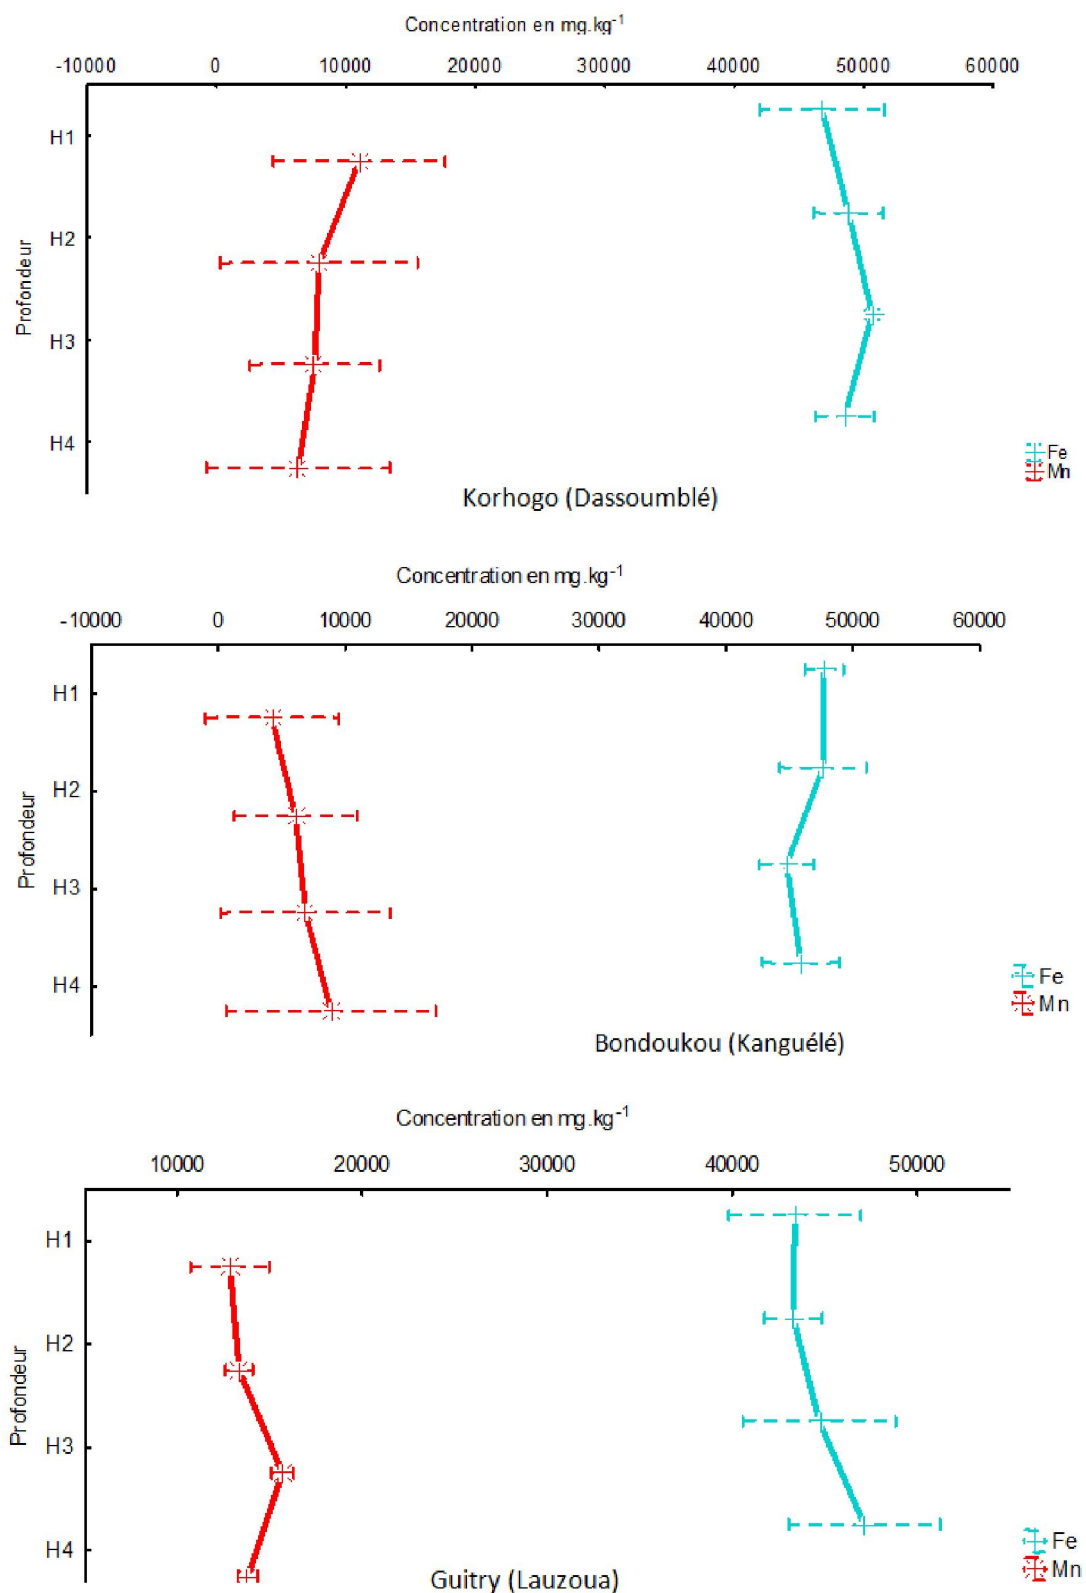 Concentration en mg.kg⁻¹
-10000 0 10000 20000 30000 40000 50000 60000
Profondeur
H1
H2
H3
H4
Fe
Mn
Korhogo (Dassoumblé)
Concentration en mg.kg⁻¹
-10000 0 10000 20000 30000 40000 50000 60000
Profondeur
H1
H2
H3
H4
Fe
Mn
Bondoukou (Kanguélé)
Concentration en mg.kg⁻¹
10000 20000 30000 40000 50000
Profondeur
H1
H2
H3
H4
Fe
Mn
Guitry (Lauzoua)